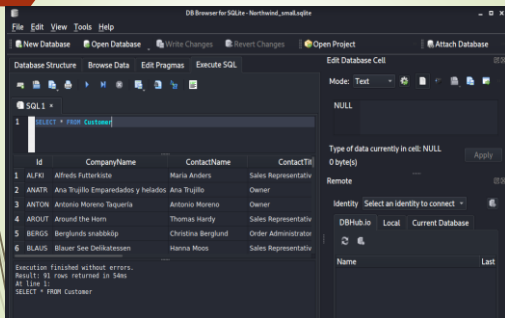 DB Browser for SQLite - Northwind_small.sqlite
File Edit View Tools Help
New Database Open Database Write Changes Revert Changes Open Project Attach Database
Database Structure Browse Data Edit Pragmas Execute SQL
SQL 1
1 SELECT * FROM Customer
Id CompanyName ContactName ContactTit
1 ALFKI Alfreds Futterkiste Maria Anders Sales Representativ
2 ANATR Ana Trujillo Emparedados y helados Ana Trujillo Owner
3 ANTON Antonio Moreno Taquería Antonio Moreno Owner
4 AROUT Around the Horn Thomas Hardy Sales Representativ
5 BERGS Berglunds snabbköp Christina Berglund Order Administrator
6 BLAUS Blauer See Delikatessen Hanna Moos Sales Representativ
Execution finished without errors.
Result: 91 rows returned in 54ms
At line 1:
SELECT * FROM Customer
Edit Database Cell
Mode: Text
NULL
Type of data currently in cell: NULL
0 byte(s)
Apply
Remote
Identity Select an identity to connect
DBHub.io Local Current Database
Name Last